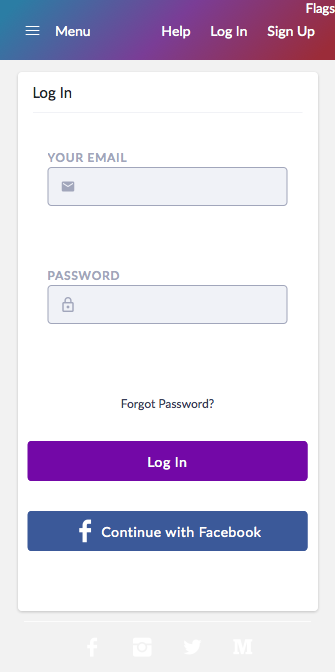 Flags
Menu Help Log In Sign Up
Log In
YOUR EMAIL
PASSWORD
Forgot Password?
Log In
Continue with Facebook